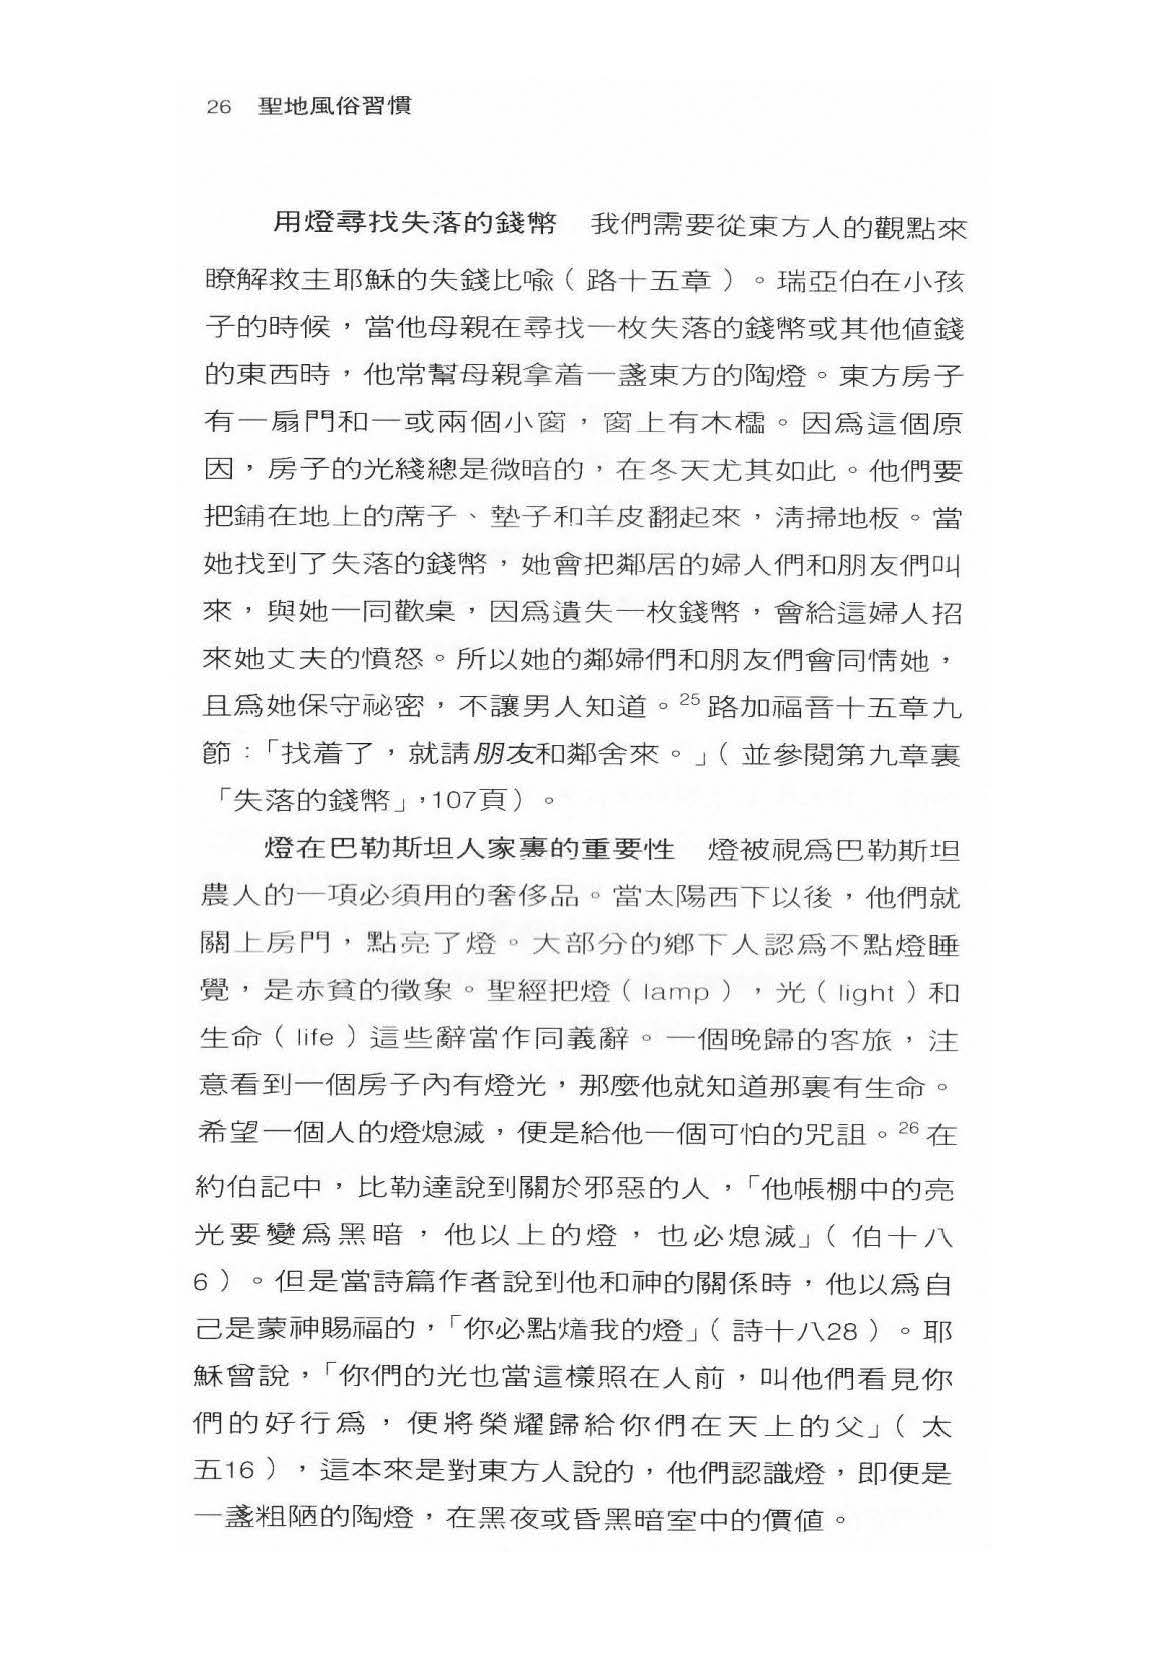 26 聖地風俗習慣
用燈尋找失落的錢幣 我們需要從東方人的觀點來
瞭解救主耶穌的失錢比喩（路十五章）。瑞亞伯在小孩
子的時候，當他母親在尋找一枚失落的錢幣或其他値錢
的東西時，他常幫母親拿着一盞東方的陶燈。東方房子
有一扇門和一或兩個小窗，窗上有木櫺。因爲這個原
因，房子的光綫總是微暗的，在冬天尤其如此。他們要
把鋪在地上的蓆子、墊子和羊皮翻起來，淸掃地板。當
她找到了失落的錢幣，她會把鄰居的婦人們和朋友們叫
來，與她一同歡桌，因爲遺失一枚錢幣，會給這婦人招
來她丈夫的憤怒。所以她的鄰婦們和朋友們會同情她，
且爲她保守祕密，不讓男人知道。25路加福音十五章九
節：「找着了，就請朋友和鄰舍來。」（並參閱第九章裏
「失落的錢幣」，107頁）。
燈在巴勒斯坦人家裏的重要性 燈被視爲巴勒斯坦
農人的一項必須用的奢侈品。當太陽西下以後，他們就
關上房門，點亮了燈。大部分的鄉下人認爲不點燈睡
覺，是赤貧的徵象。聖經把燈（lamp），光（light）和
生命（life）這些辭當作同義辭。一個晚歸的客旅，注
意看到一個房子內有燈光，那麼他就知道那裏有生命。
希望一個人的燈熄滅，便是給他一個可怕的咒詛。26在
約伯記中，比勒達說到關於邪惡的人，「他帳棚中的亮
光要變爲黑暗，他以上的燈，也必熄滅」（伯十八
6）。但是當詩篇作者說到他和神的關係時，他以爲自
己是蒙神賜福的，「你必點燴我的燈」（詩十八28）。耶
穌曾說，「你們的光也當這樣照在人前，叫他們看見你
們的好行爲，便將榮耀歸給你們在天上的父」（太
五16），這本來是對東方人說的，他們認識燈，即便是
一盞粗陋的陶燈，在黑夜或昏黑暗室中的價値。